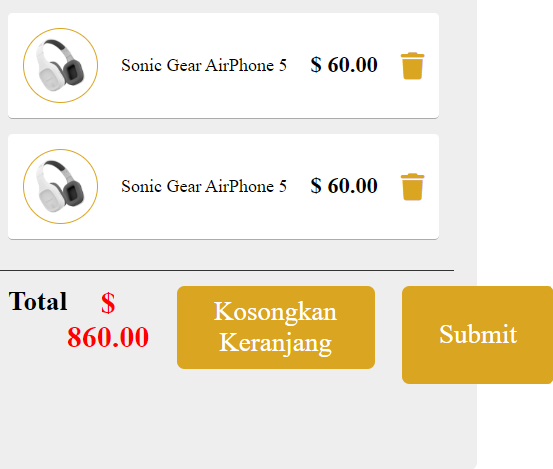 Sonic Gear AirPhone 5 $ 60.00
Sonic Gear AirPhone 5 $ 60.00
Total $
860.00
Kosongkan
Keranjang
Submit